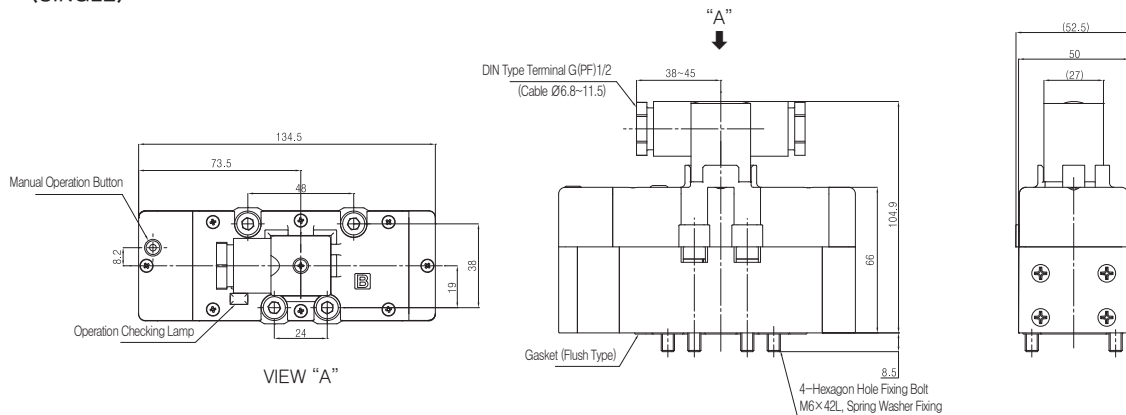 (SINGLE)
134.5
73.5
48
Manual Operation Button
8.2
38
19
B
Operation Checking Lamp
24
VIEW “A”
“A”
DIN Type Terminal G(PF)1/2
(Cable Ø6.8~11.5)
38~45
104.9
66
Gasket (Flush Type)
8.5
4-Hexagon Hole Fixing Bolt
M6×42L, Spring Washer Fixing
(52.5)
50
(27)